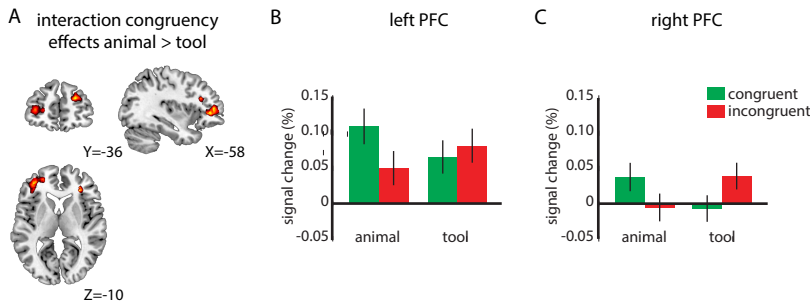 A
interaction congruency
effects animal > tool
Y=-36
X=-58
Z=-10
B
left PFC
signal change (%)
0.15
0.10
0.05
0
-0.05
animal
tool
C
right PFC
signal change (%)
0.15
0.10
0.05
0
-0.05
animal
tool
congruent
incongruent